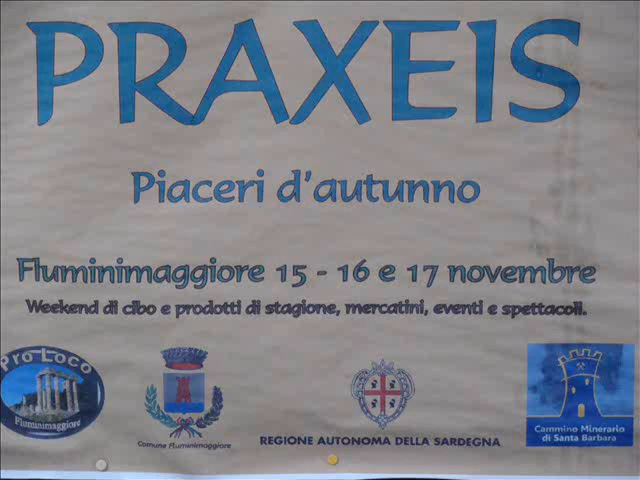 PRAXEIS
Piaceri d'autunno
Fluminimaggiore 15 - 16 e 17 novembre
Weekend di cibo e prodotti di stagione, mercatini, eventi e spettacoli.
Pro Loco
Fluminimaggiore
Comune Fluminimaggiore
REGIONE AUTONOMA DELLA SARDEGNA
Cammino Minerario
di Santa Barbara